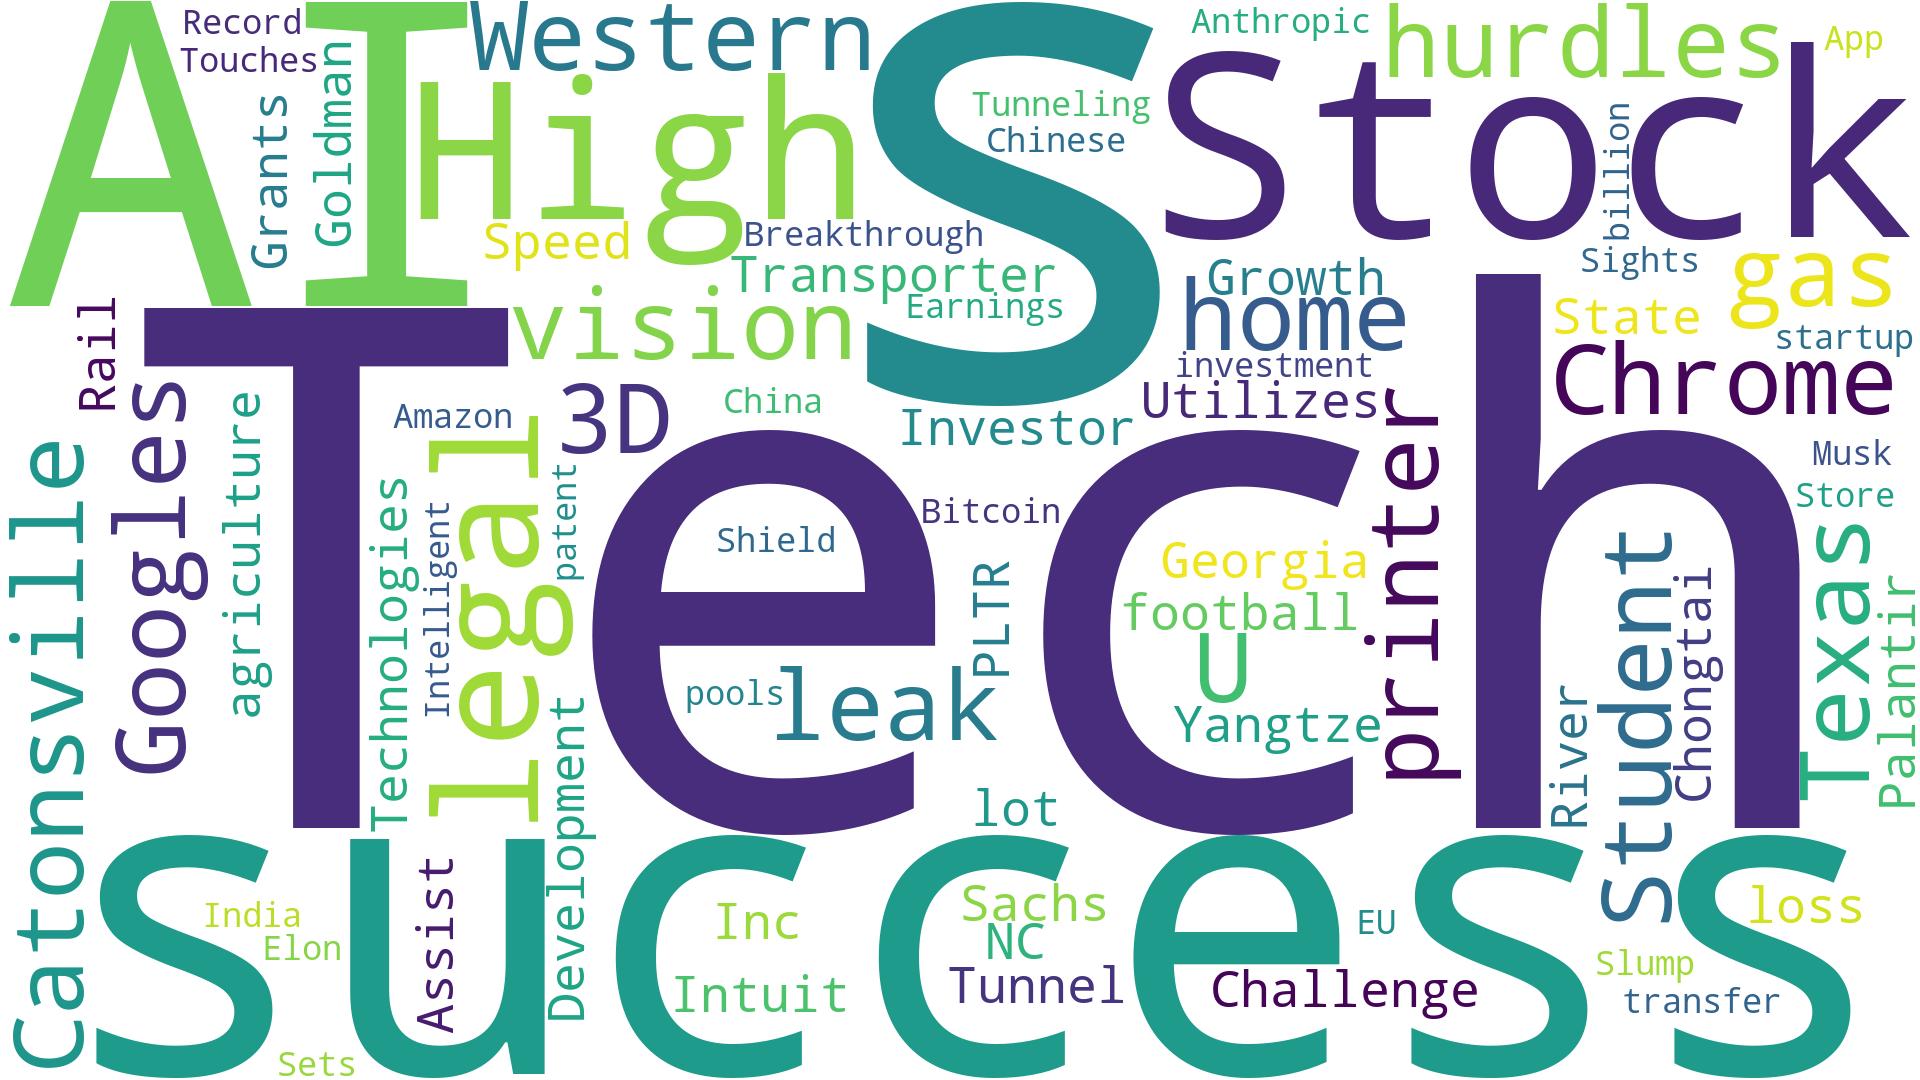 AI
Record
Touches
Western
S
Anthropic
hurdles
App
Grants
Goldman
High
Tunneling
Chinese
Stock
billion
Speed
Breakthrough
Transporter
Earnings
Growth
home
Sights
gas
State
startup
Rail
Tech
vision
investment
Utilizes
Chrome
Googles
agriculture
Amazon
3D
China
Investor
printer
Musk
Store
Catonsville
Technologies
Intelligent
legal
patent
Shield
Bitcoin
PLTR
Georgia
football
U
Yangtze
Student
Chongtai
Texas
Palantir
pools
leak
River
Development
lot
Success
India
Elon
Assist
Inc
Intuit
Sachs
NC
Tunnel
EU
Challenge
loss
Slump
transfer
Sets